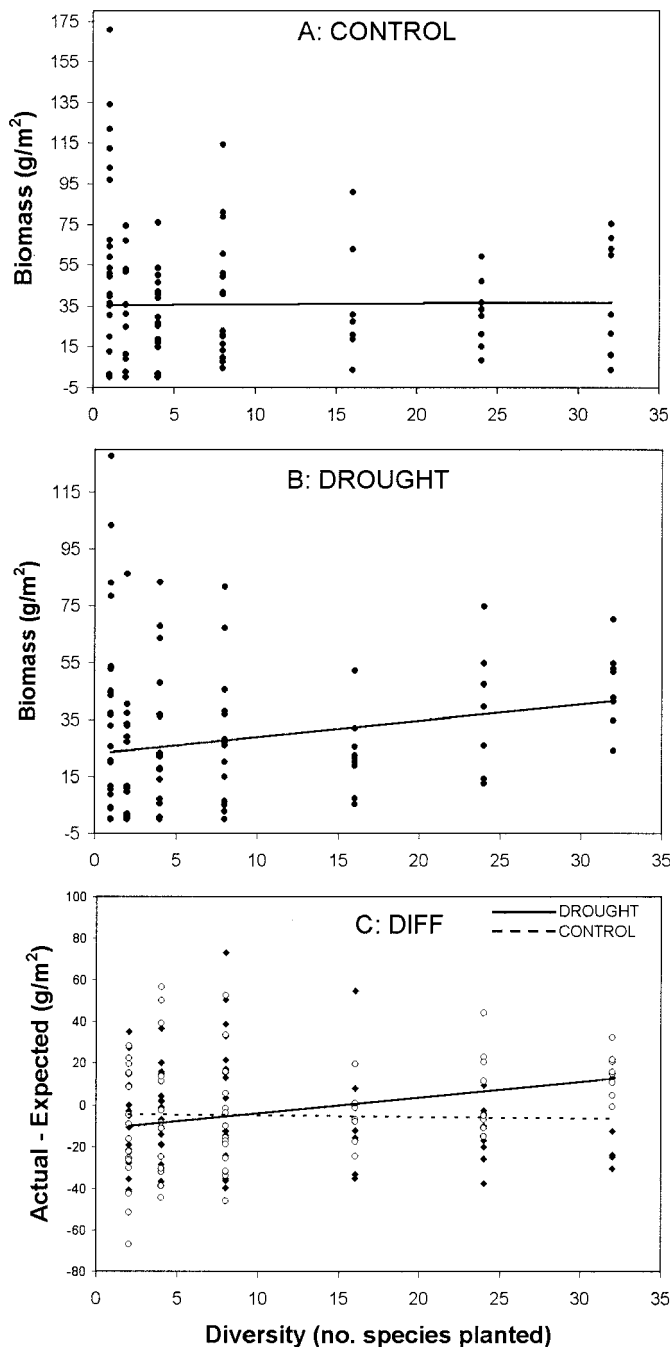 A: CONTROL
Biomass (g/m²)
175
155
135
115
95
75
55
35
15
-5
0 5 10 15 20 25 30 35
B: DROUGHT
Biomass (g/m²)
115
95
75
55
35
15
-5
0 5 10 15 20 25 30 35
C: DIFF
DROUGHT
CONTROL
Actual - Expected (g/m²)
100
80
60
40
20
0
-20
-40
-60
-80
0 5 10 15 20 25 30 35
Diversity (no. species planted)